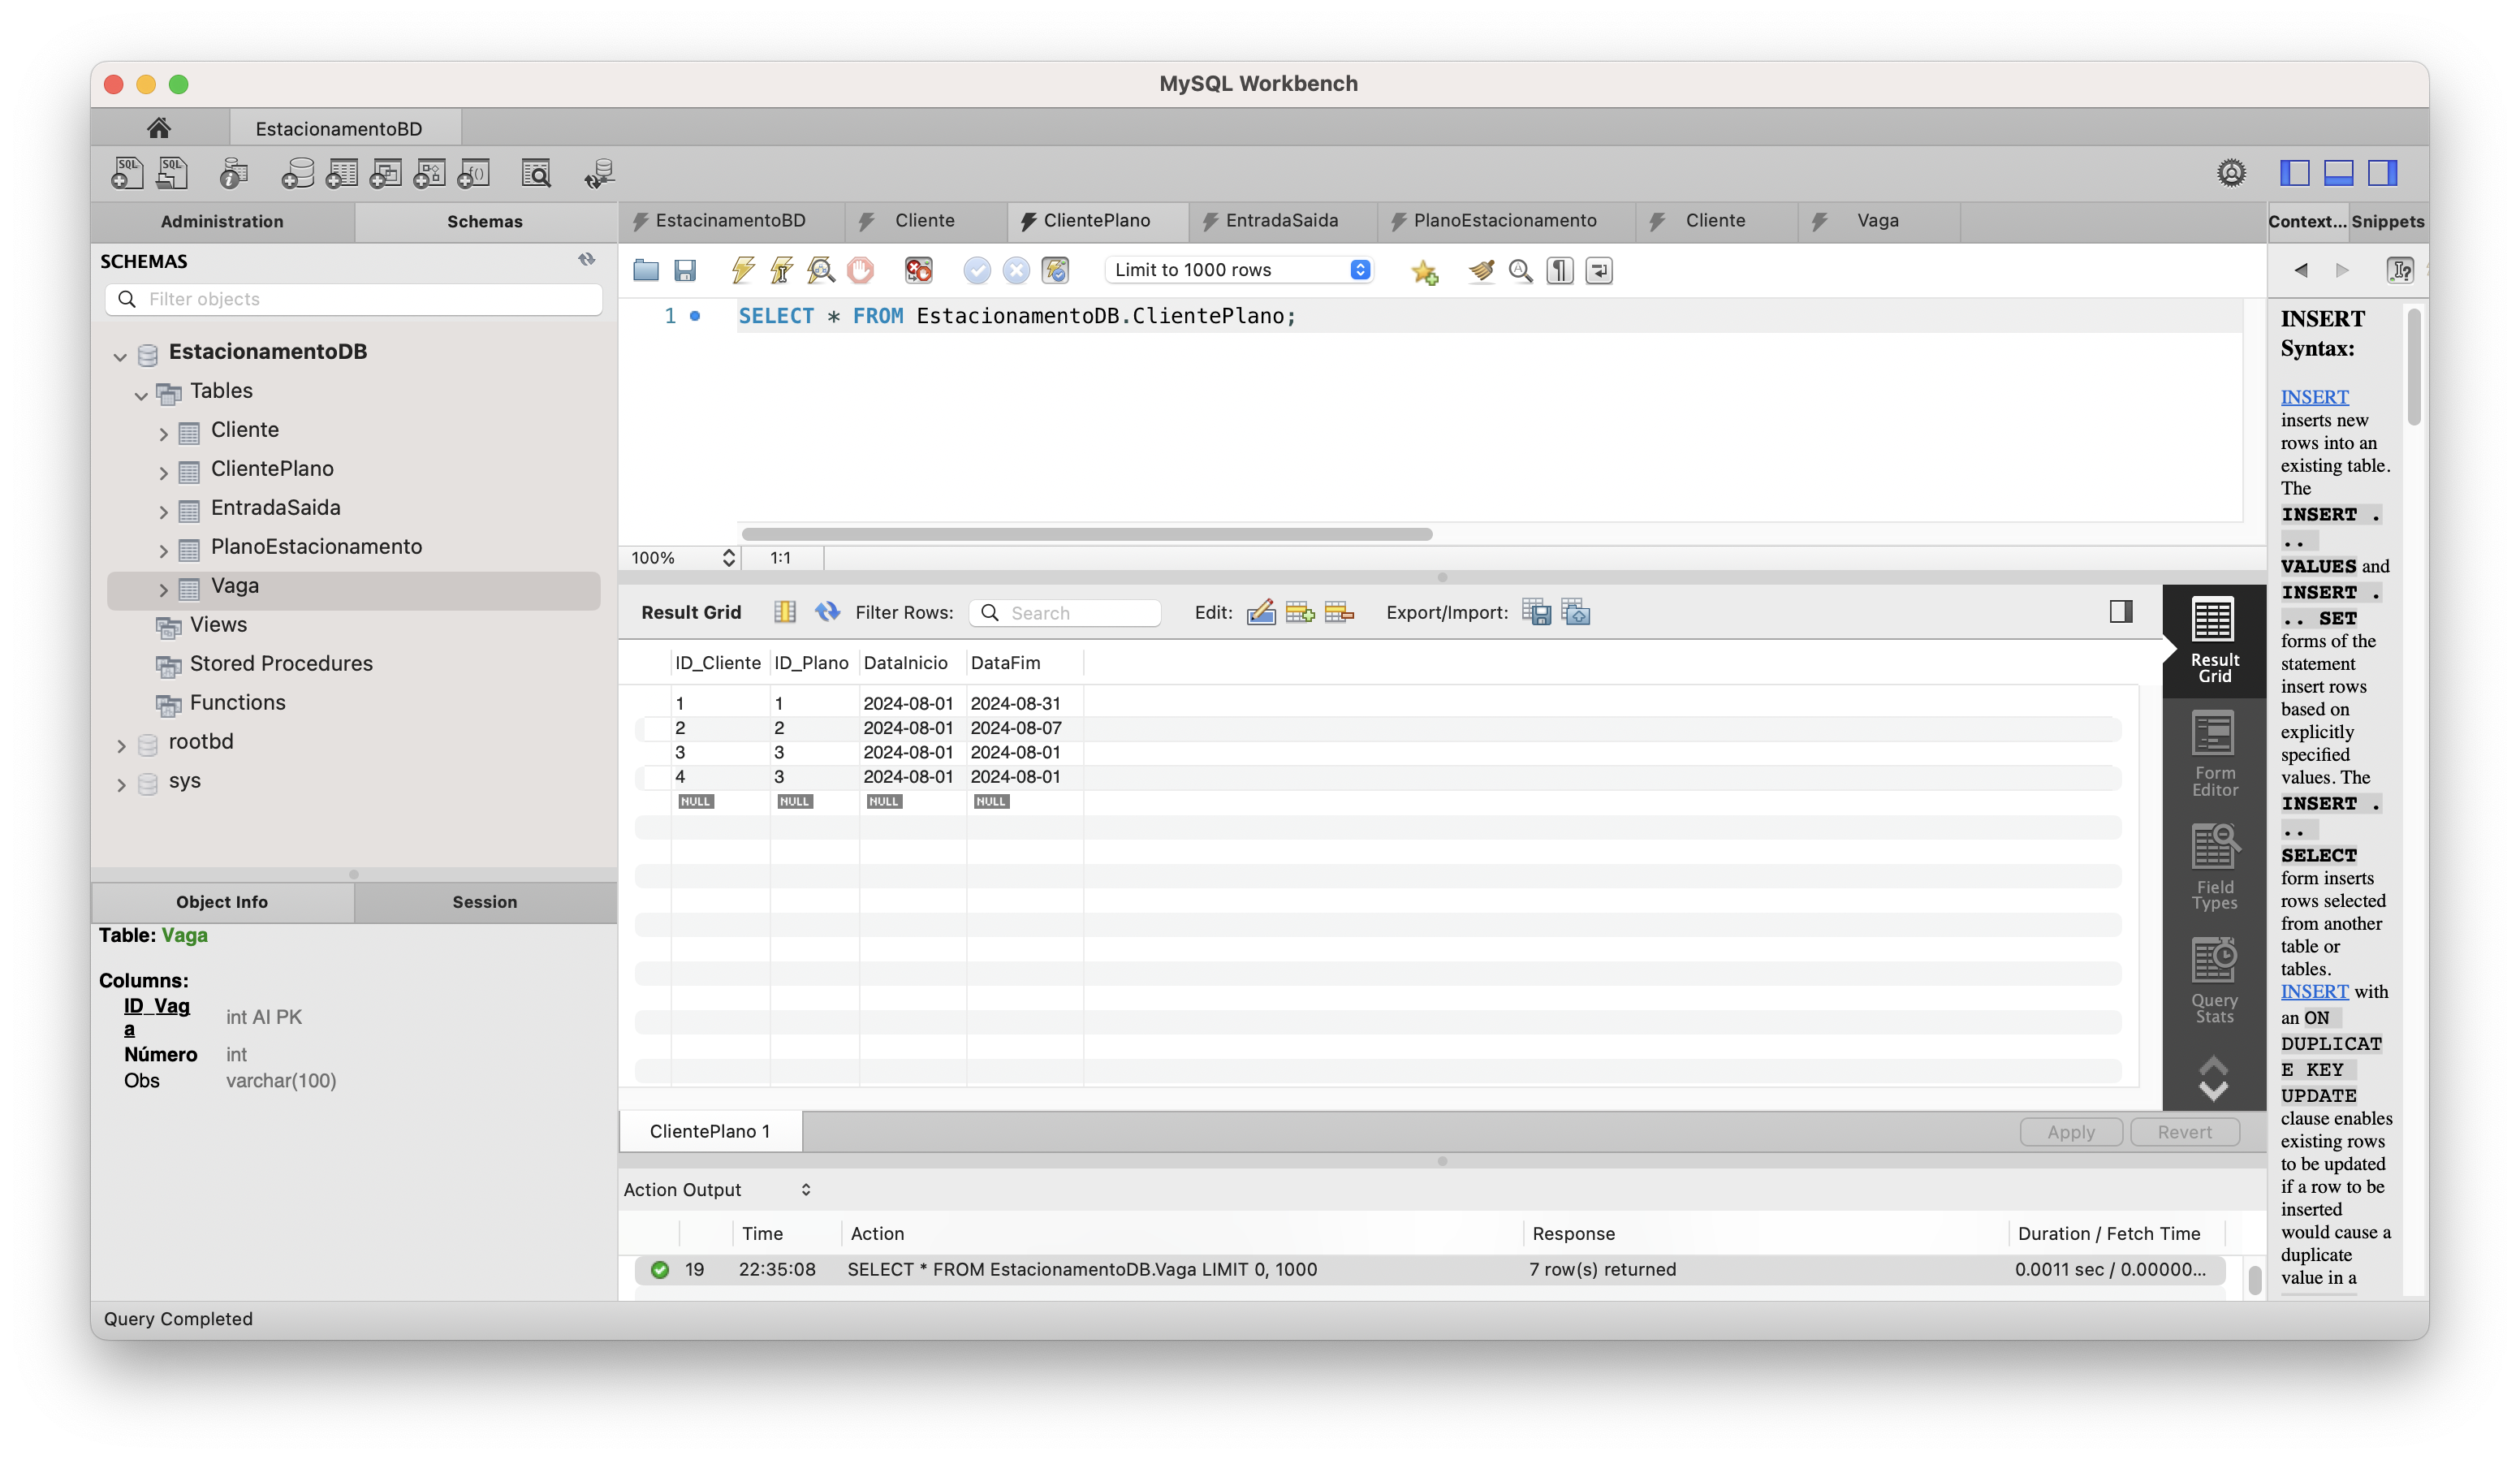 MySQL Workbench
EstacionamentoBD
SQL SQL
Administration Schemas
EstacinamentoBD Cliente ClientePlano EntradaSaida PlanoEstacionamento Cliente Vaga
Context... Snippets
SCHEMAS
Filter objects
EstacionamentoDB
Tables
Cliente
ClientePlano
EntradaSaida
PlanoEstacionamento
Vaga
Views
Stored Procedures
Functions
rootbd
sys
Object Info Session
Table: Vaga
Columns:
ID_Vag
a int AI PK
Número int
Obs varchar(100)
Limit to 1000 rows
1 SELECT * FROM EstacionamentoDB.ClientePlano;
100% 1:1
Result Grid Filter Rows: Search Edit: Export/Import:
ID_Cliente ID_Plano DataInicio DataFim
1 1 2024-08-01 2024-08-31
2 2 2024-08-01 2024-08-07
3 3 2024-08-01 2024-08-01
4 3 2024-08-01 2024-08-01
NULL NULL NULL NULL
Result
Grid
Form
Editor
Field
Types
Query
Stats
ClientePlano 1 Apply Revert
Action Output
Time Action Response Duration / Fetch Time
19 22:35:08 SELECT * FROM EstacionamentoDB.Vaga LIMIT 0, 1000 7 row(s) returned 0.0011 sec / 0.00000...
INSERT
Syntax:
INSERT
inserts new
rows into an
existing table.
The
INSERT .
..
VALUES and
INSERT .
.. SET
forms of the
statement
insert rows
based on
explicitly
specified
values. The
INSERT .
..
SELECT
form inserts
rows selected
from another
table or
tables.
INSERT with
an ON
DUPLICAT
E KEY
UPDATE
clause enables
existing rows
to be updated
if a row to be
inserted
would cause a
duplicate
value in a
Query Completed